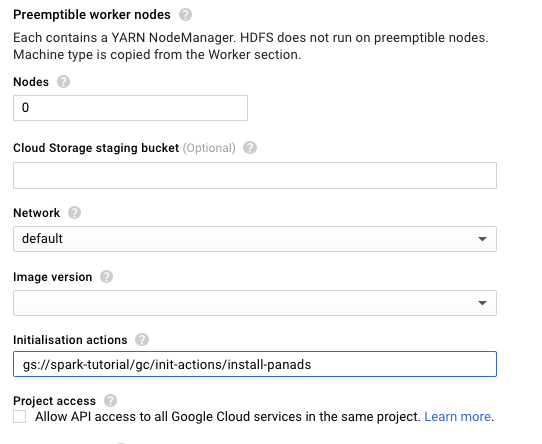 Preemptible worker nodes ?
Each contains a YARN NodeManager. HDFS does not run on preemptible nodes.
Machine type is copied from the Worker section.
Nodes ?
0
Cloud Storage staging bucket (Optional) ?
Network ?
default
Image version ?
Initialisation actions ?
gs://spark-tutorial/gc/init-actions/install-panads
Project access ?
Allow API access to all Google Cloud services in the same project. Learn more.